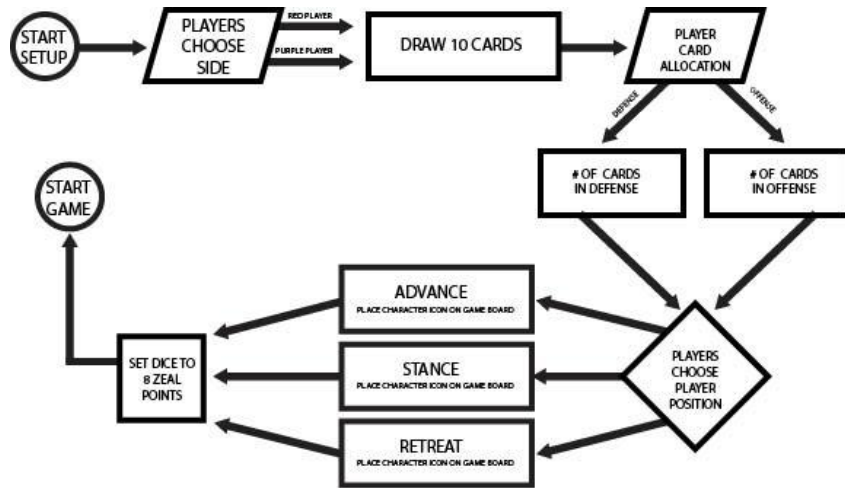 START
SETUP
PLAYERS
CHOOSE
SIDE
RED PLAYER
PURPLE PLAYER
DRAW 10 CARDS
PLAYER
CARD
ALLOCATION
DEFENSE
OFFENSE
# OF CARDS
IN DEFENSE
# OF CARDS
IN OFFENSE
START
GAME
ADVANCE
PLACE CHARACTER ICON ON GAME BOARD
STANCE
PLACE CHARACTER ICON ON GAME BOARD
RETREAT
PLACE CHARACTER ICON ON GAME BOARD
SET DICE TO
8 ZEAL
POINTS
PLAYERS
CHOOSE
PLAYER
POSITION